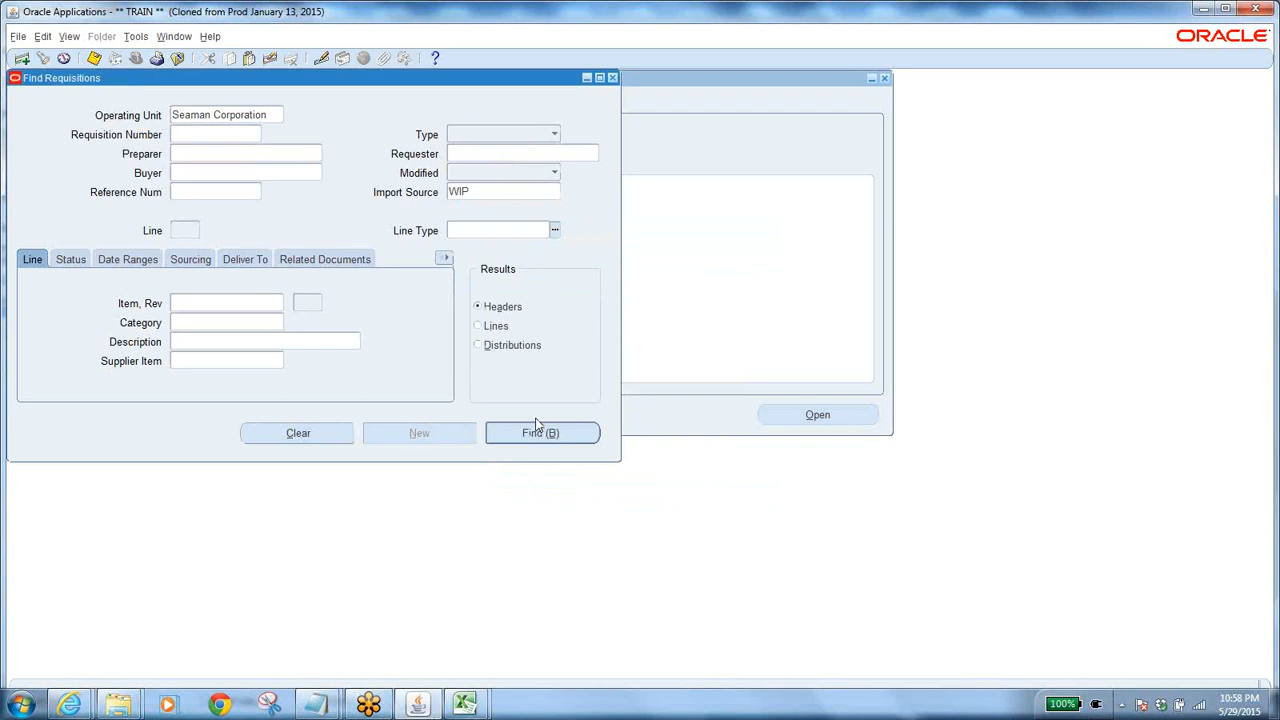 Oracle Applications - ** TRAIN ** (Cloned from Prod January 13, 2015)
File Edit View Folder Tools Window Help
ORACLE
Find Requisitions
Operating Unit Seaman Corporation
Requisition Number Type
Preparer Requester
Buyer Modified
Reference Num Import Source WIP
Line Line Type
Line Status Date Ranges Sourcing Deliver To Related Documents
Results
Item, Rev Headers
Category Lines
Description Distributions
Supplier Item
Clear New Find (B)
Open
100% 10:58 PM
5/29/2015